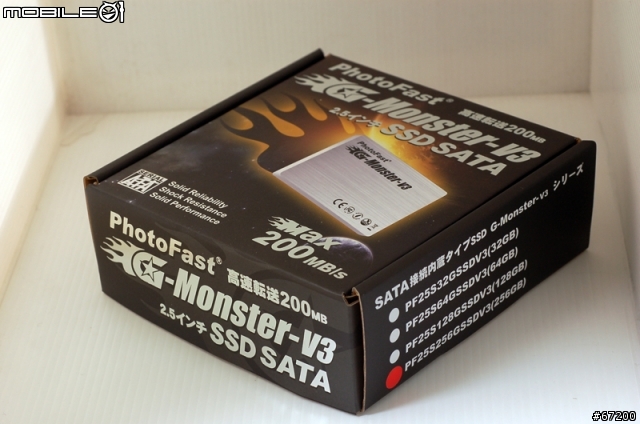 MOBILE01
PhotoFast®
G-Monster-v3
高速転送200MB
2.5インチ SSD SATA
PhotoFast®
G-Monster-v3
SERIAL ATA
Solid Reliability
Shock Resistance
Solid Performance
Max
200MB/s
PhotoFast®
G-Monster-v3
高速転送200MB
2.5インチ SSD SATA
SATA接続内蔵タイプSSD G-Monster-v3 シリーズ
PF25S32GSSDV3(32GB)
PF25S64GSSDV3(64GB)
PF25S128GSSDV3(128GB)
PF25S256GSSDV3(256GB)
#67200